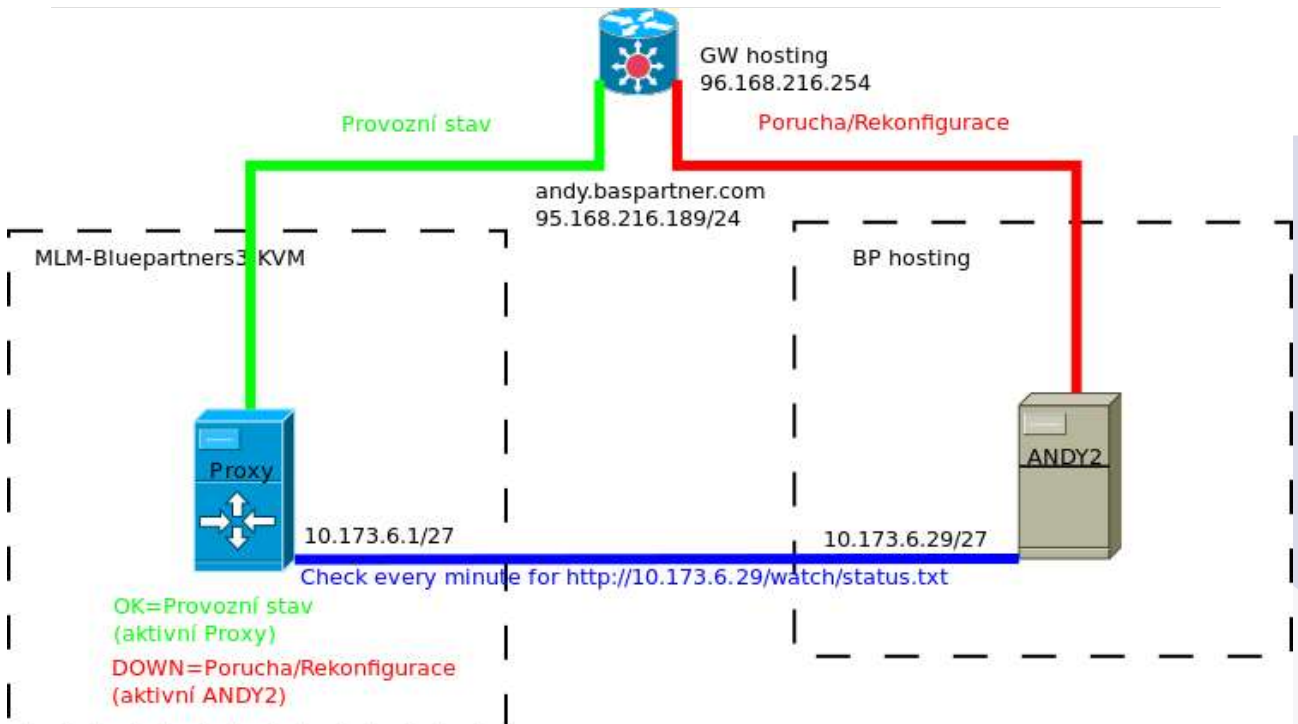 GW hosting
96.168.216.254
Provozní stav
Porucha/Rekonfigurace
andy.baspartner.com
95.168.216.189/24
MLM-Bluepartners3-KVM
BP hosting
Proxy
ANDY2
10.173.6.1/27
10.173.6.29/27
Check every minute for http://10.173.6.29/watch/status.txt
OK=Provozní stav
(aktivní Proxy)
DOWN=Porucha/Rekonfigurace
(aktivní ANDY2)